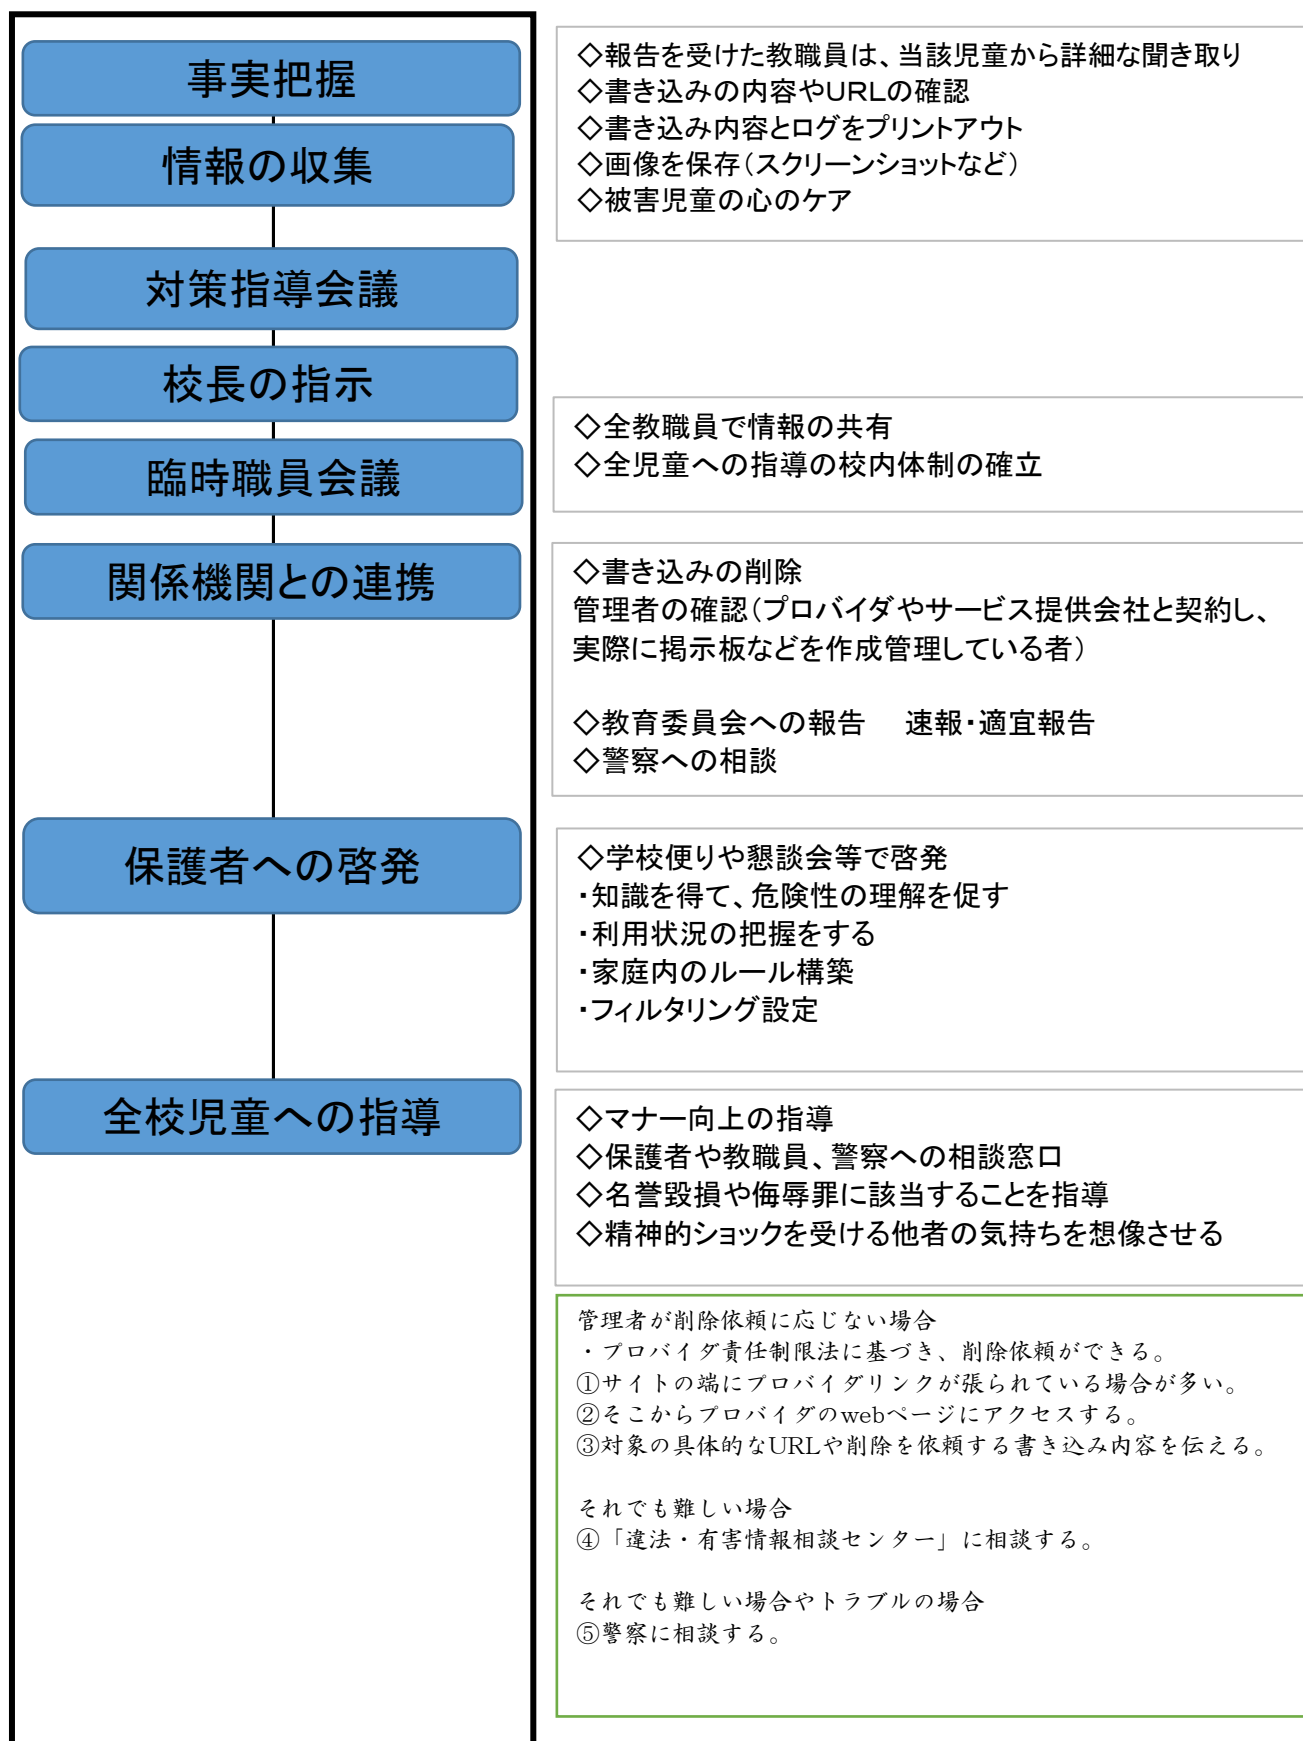 事実把握
情報の収集
◇報告を受けた教職員は、当該児童から詳細な聞き取り
◇書き込みの内容やURLの確認
◇書き込み内容とログをプリントアウト
◇画像を保存(スクリーンショットなど)
◇被害児童の心のケア
対策指導会議
校長の指示
臨時職員会議
◇全教職員で情報の共有
◇全児童への指導の校内体制の確立
関係機関との連携
◇書き込みの削除
管理者の確認(プロバイダやサービス提供会社と契約し、
実際に掲示板などを作成管理している者)
◇教育委員会への報告　速報・適宜報告
◇警察への相談
保護者への啓発
◇学校便りや懇談会等で啓発
・知識を得て、危険性の理解を促す
・利用状況の把握をする
・家庭内のルール構築
・フィルタリング設定
全校児童への指導
◇マナー向上の指導
◇保護者や教職員、警察への相談窓口
◇名誉毀損や侮辱罪に該当することを指導
◇精神的ショックを受ける他者の気持ちを想像させる
管理者が削除依頼に応じない場合
・プロバイダ責任制限法に基づき、削除依頼ができる。
①サイトの端にプロバイダリンクが張られている場合が多い。
②そこからプロバイダのwebページにアクセスする。
③対象の具体的なURLや削除を依頼する書き込み内容を伝える。
それでも難しい場合
④「違法・有害情報相談センター」に相談する。
それでも難しい場合やトラブルの場合
⑤警察に相談する。